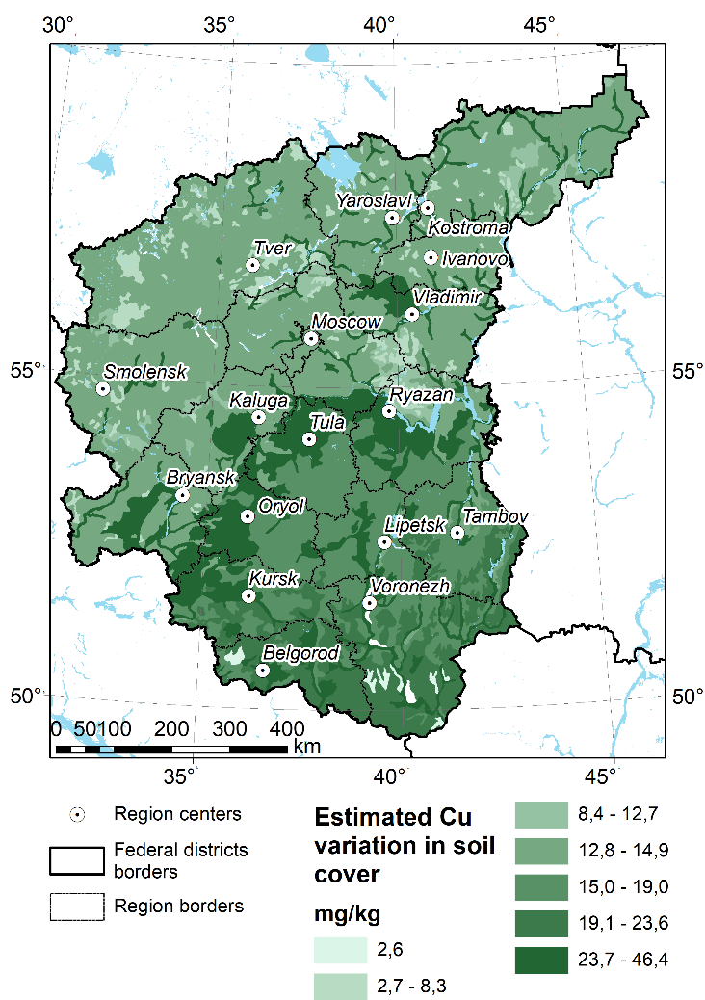 30° 35° 40° 45°
Yaroslavl
Kostroma
Tver
Ivanovo
Vladimir
Moscow
55° 55°
Smolensk
Ryazan
Kaluga
Tula
Bryansk
Oryol
Tambov
Lipetsk
Kursk
Voronezh
Belgorod
50° 50°
0 50100 200 300 400
km
35° 40° 45°
Region centers
Federal districts
borders
Region borders
Estimated Cu
variation in soil
cover
mg/kg
2,6
2,7 - 8,3
8,4 - 12,7
12,8 - 14,9
15,0 - 19,0
19,1 - 23,6
23,7 - 46,4